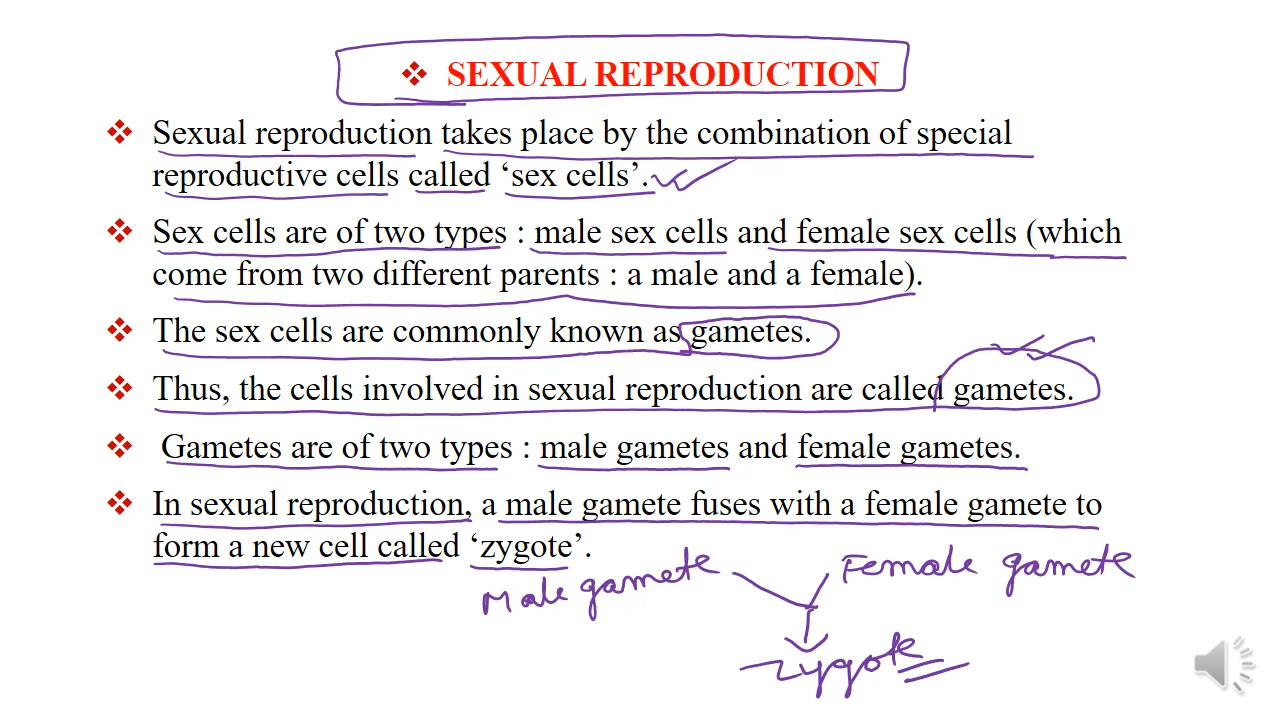 ❖ SEXUAL REPRODUCTION
❖ Sexual reproduction takes place by the combination of special
reproductive cells called ‘sex cells’.
❖ Sex cells are of two types : male sex cells and female sex cells (which
come from two different parents : a male and a female).
❖ The sex cells are commonly known as gametes.
❖ Thus, the cells involved in sexual reproduction are called gametes.
❖ Gametes are of two types : male gametes and female gametes.
❖ In sexual reproduction, a male gamete fuses with a female gamete to
form a new cell called ‘zygote’.
Male gamete Female gamete
Zygote